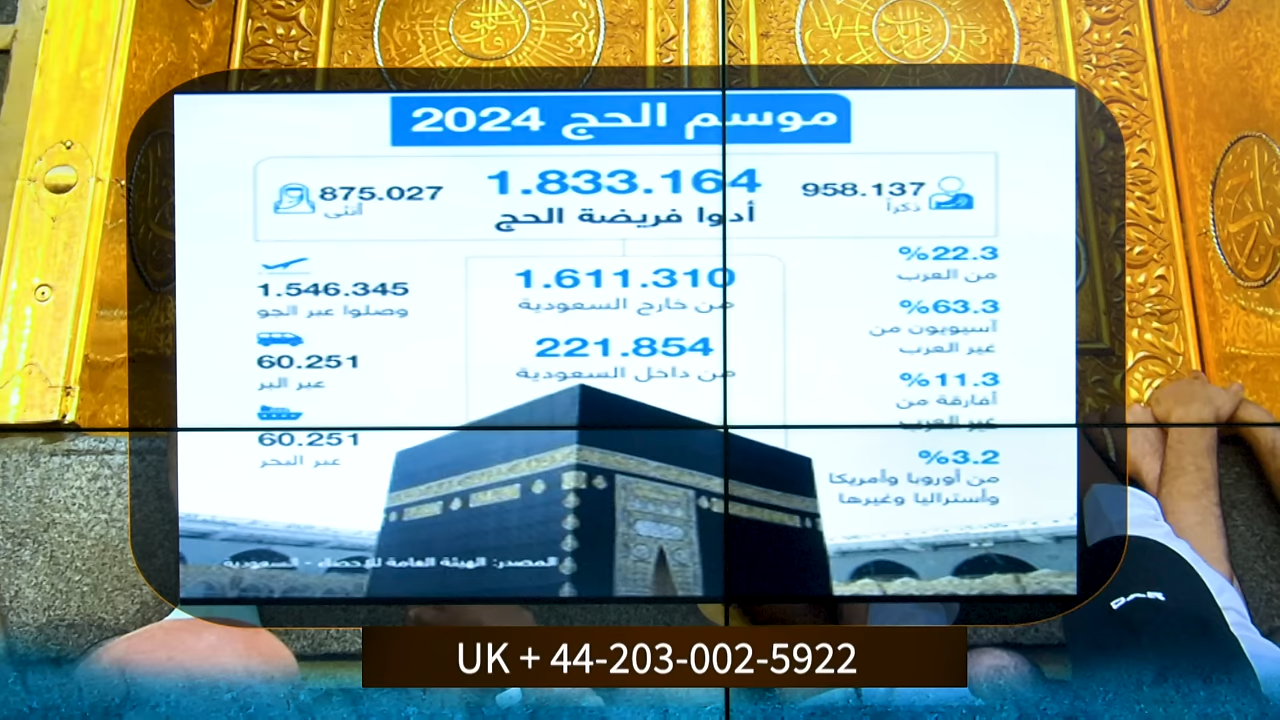 موسم الحج 2024
1.833.164
أدوا فريضة الحج
958.137
ذكراً
875.027
أنثى
%22.3
من العرب
%63.3
آسيويون من
غير العرب
%11.3
أفارقة من
غير العرب
%3.2
من أوروبا وأمريكا
وأستراليا وغيرها
1.611.310
من خارج السعودية
221.854
من داخل السعودية
1.546.345
وصلوا عبر الجو
60.251
عبر البر
60.251
عبر البحر
المصدر: الهيئة العامة للإحصاء - السعودية
UK + 44-203-002-5922